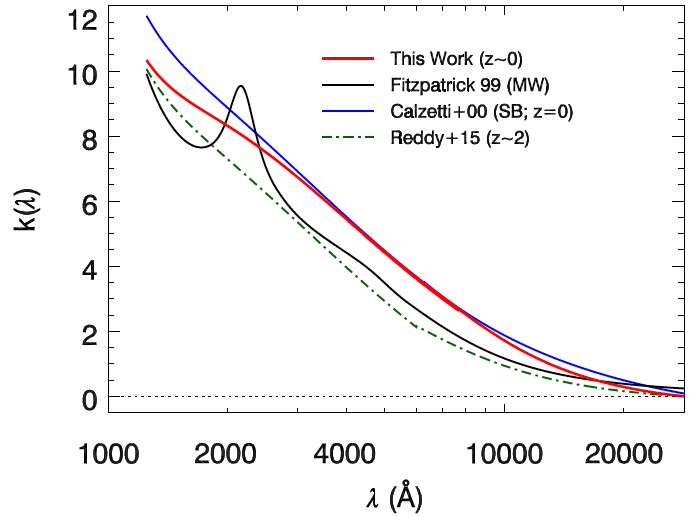 12
10
8
6
4
2
0
k(λ)
This Work (z~0)
Fitzpatrick 99 (MW)
Calzetti+00 (SB; z=0)
Reddy+15 (z~2)
1000 2000 4000 10000 20000
λ (Å)